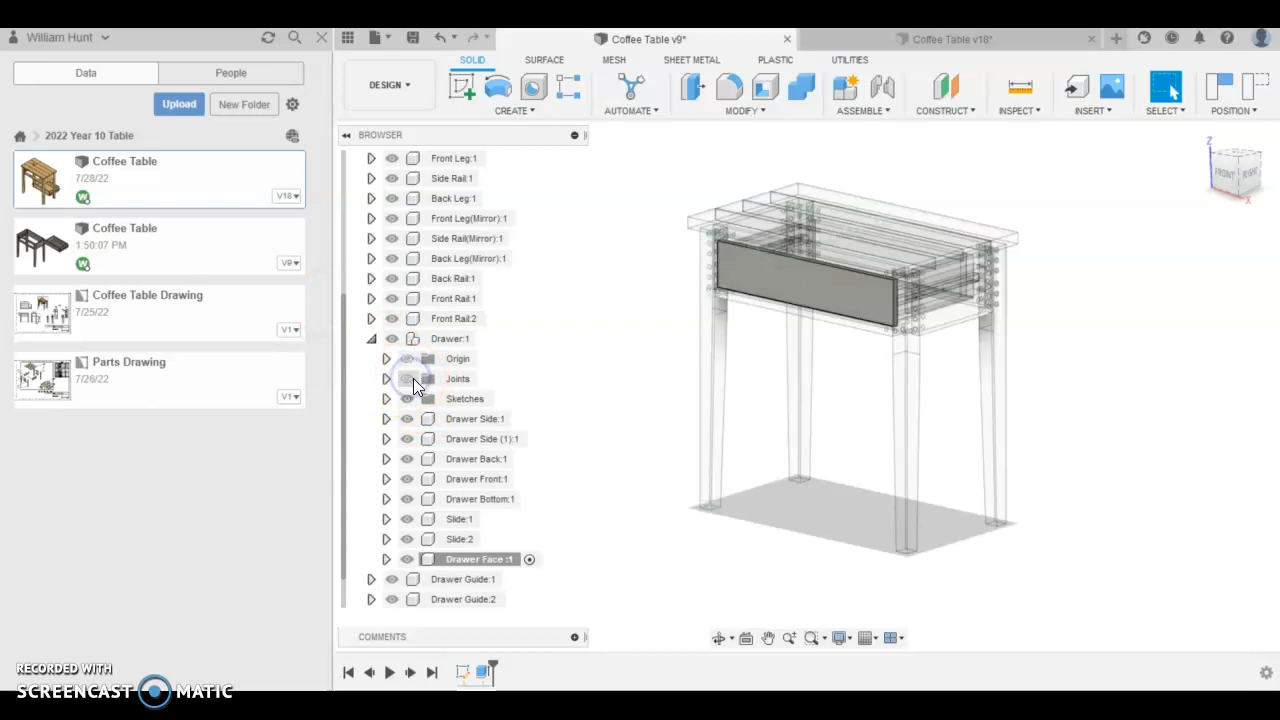 William Hunt
Coffee Table v9*
Coffee Table v18*
Data
People
Upload
New Folder
2022 Year 10 Table
Coffee Table
7/28/22
V18
Coffee Table
1:50:07 PM
V9
Coffee Table Drawing
7/25/22
V1
Parts Drawing
7/26/22
V1
DESIGN
SOLID
SURFACE
MESH
SHEET METAL
PLASTIC
UTILITIES
CREATE
AUTOMATE
MODIFY
ASSEMBLE
CONSTRUCT
INSPECT
INSERT
SELECT
POSITION
BROWSER
Front Leg:1
Side Rail:1
Back Leg:1
Front Leg(Mirror):1
Side Rail(Mirror):1
Back Leg(Mirror):1
Back Rail:1
Front Rail:1
Front Rail:2
Drawer:1
Origin
Joints
Sketches
Drawer Side:1
Drawer Side (1):1
Drawer Back:1
Drawer Front:1
Drawer Bottom:1
Slide:1
Slide:2
Drawer Face :1
Drawer Guide:1
Drawer Guide:2
COMMENTS
Z
FRONT
RIGHT
X
RECORDED WITH
SCREENCAST MATIC